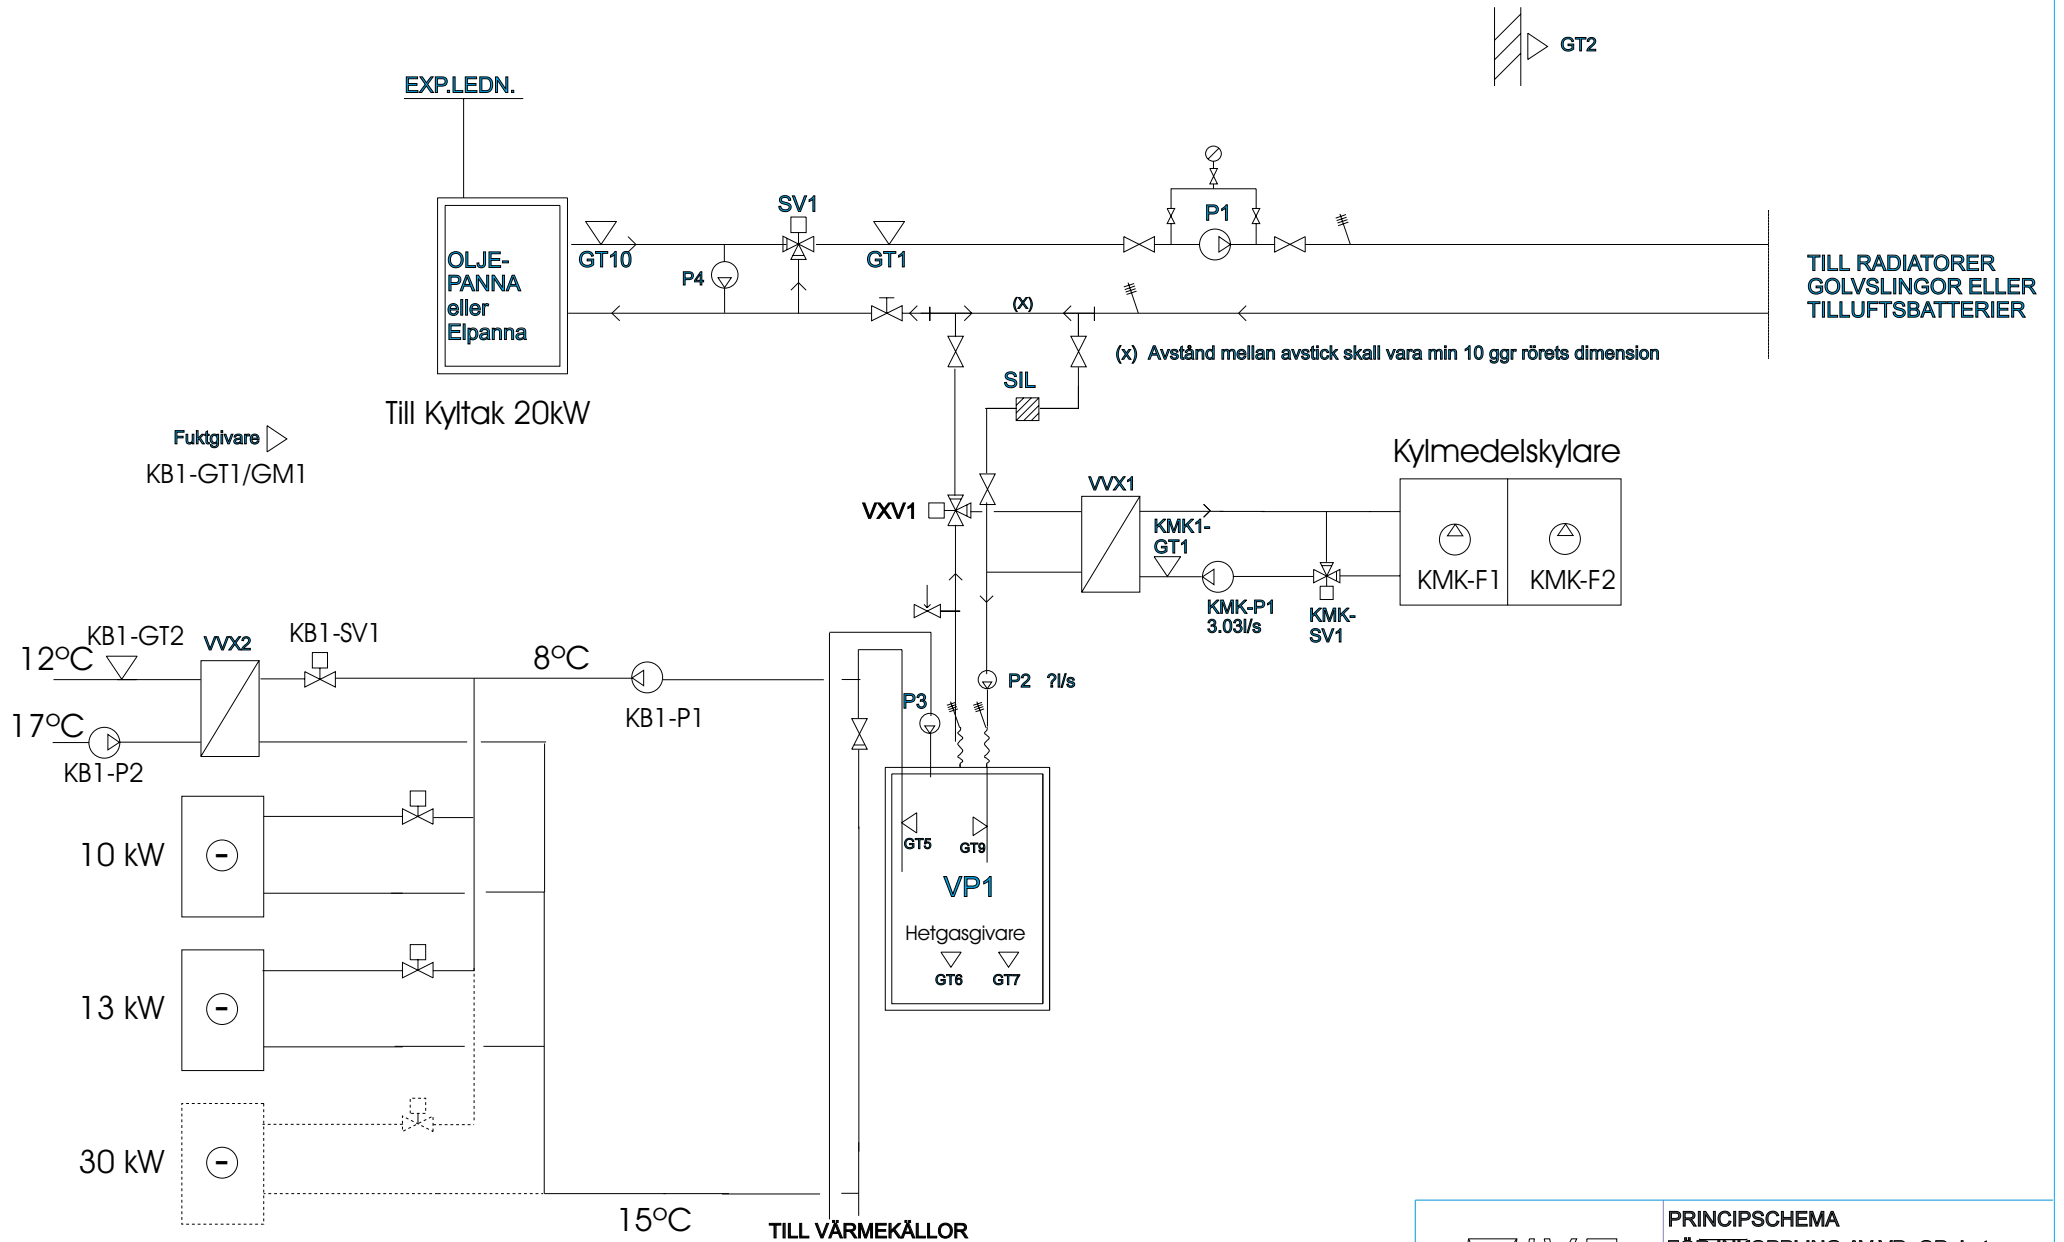 GT2
EXP.LEDN.
SV1
P1
OLJE-
PANNA
eller
Elpanna
GT10
P4
GT1
(X)
TILL RADIATORER
GOLVSLINGOR ELLER
TILLUFTSBATTERIER
(x) Avstånd mellan avstick skall vara min 10 ggr rörets dimension
SIL
Till Kyltak 20kW
Fuktgivare
KB1-GT1/GM1
Kylmedelskylare
VVX1
VXV1
KMK1-
GT1
KMK-F1
KMK-F2
KMK-P1
3.03l/s
KMK-
SV1
KB1-GT2
VVX2
KB1-SV1
12°C
8°C
P2 ?l/s
P3
17°C
KB1-P1
KB1-P2
GT5
GT9
10 kW
VP1
Hetgasgivare
GT6
GT7
13 kW
30 kW
15°C
TILL VÄRMEKÄLLOR
PRINCIPSCHEMA